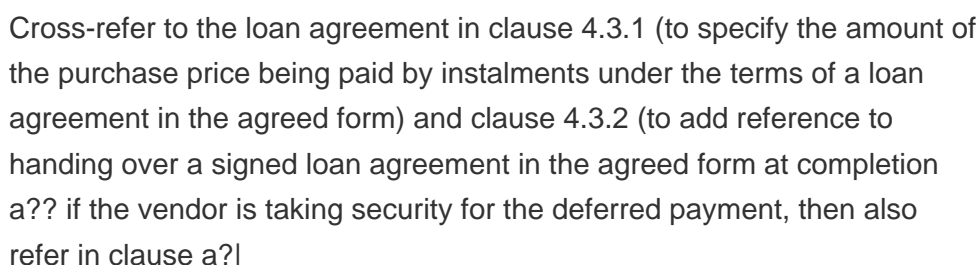 Cross-refer to the loan agreement in clause 4.3.1 (to specify the amount of
the purchase price being paid by instalments under the terms of a loan
agreement in the agreed form) and clause 4.3.2 (to add reference to
handing over a signed loan agreement in the agreed form at completion
a?? if the vendor is taking security for the deferred payment, then also
refer in clause a?|